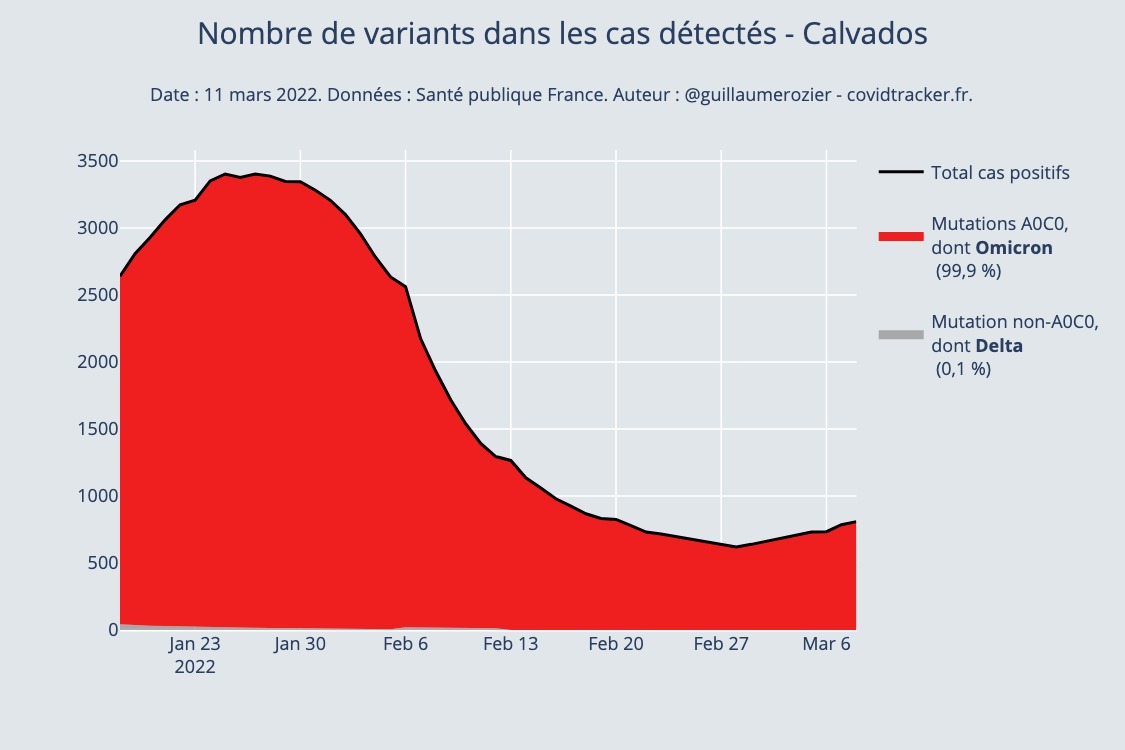 Nombre de variants dans les cas détectés - Calvados
Date : 11 mars 2022. Données : Santé publique France. Auteur : @guillaumerozier - covidtracker.fr.
3500
3000
2500
2000
1500
1000
500
0
Jan 23
2022
Jan 30
Feb 6
Feb 13
Feb 20
Feb 27
Mar 6
Total cas positifs
Mutations A0C0,
dont Omicron
(99,9 %)
Mutation non-A0C0,
dont Delta
(0,1 %)